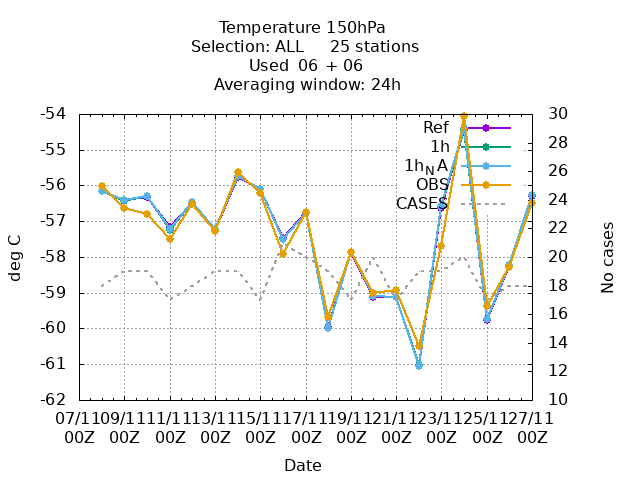 Temperature 150hPa
Selection: ALL 25 stations
Used 06 + 06
Averaging window: 24h
-54
-55
-56
-57
-58
-59
-60
-61
-62
deg C
30
28
26
24
22
20
18
16
14
12
10
No cases
Ref
1h
1h_N A
OBS
CASES
07/11 09/11 11/11 13/11 15/11 17/11 19/11 21/11 23/11 25/11 27/11
00Z 00Z 00Z 00Z 00Z 00Z 00Z 00Z 00Z 00Z 00Z
Date